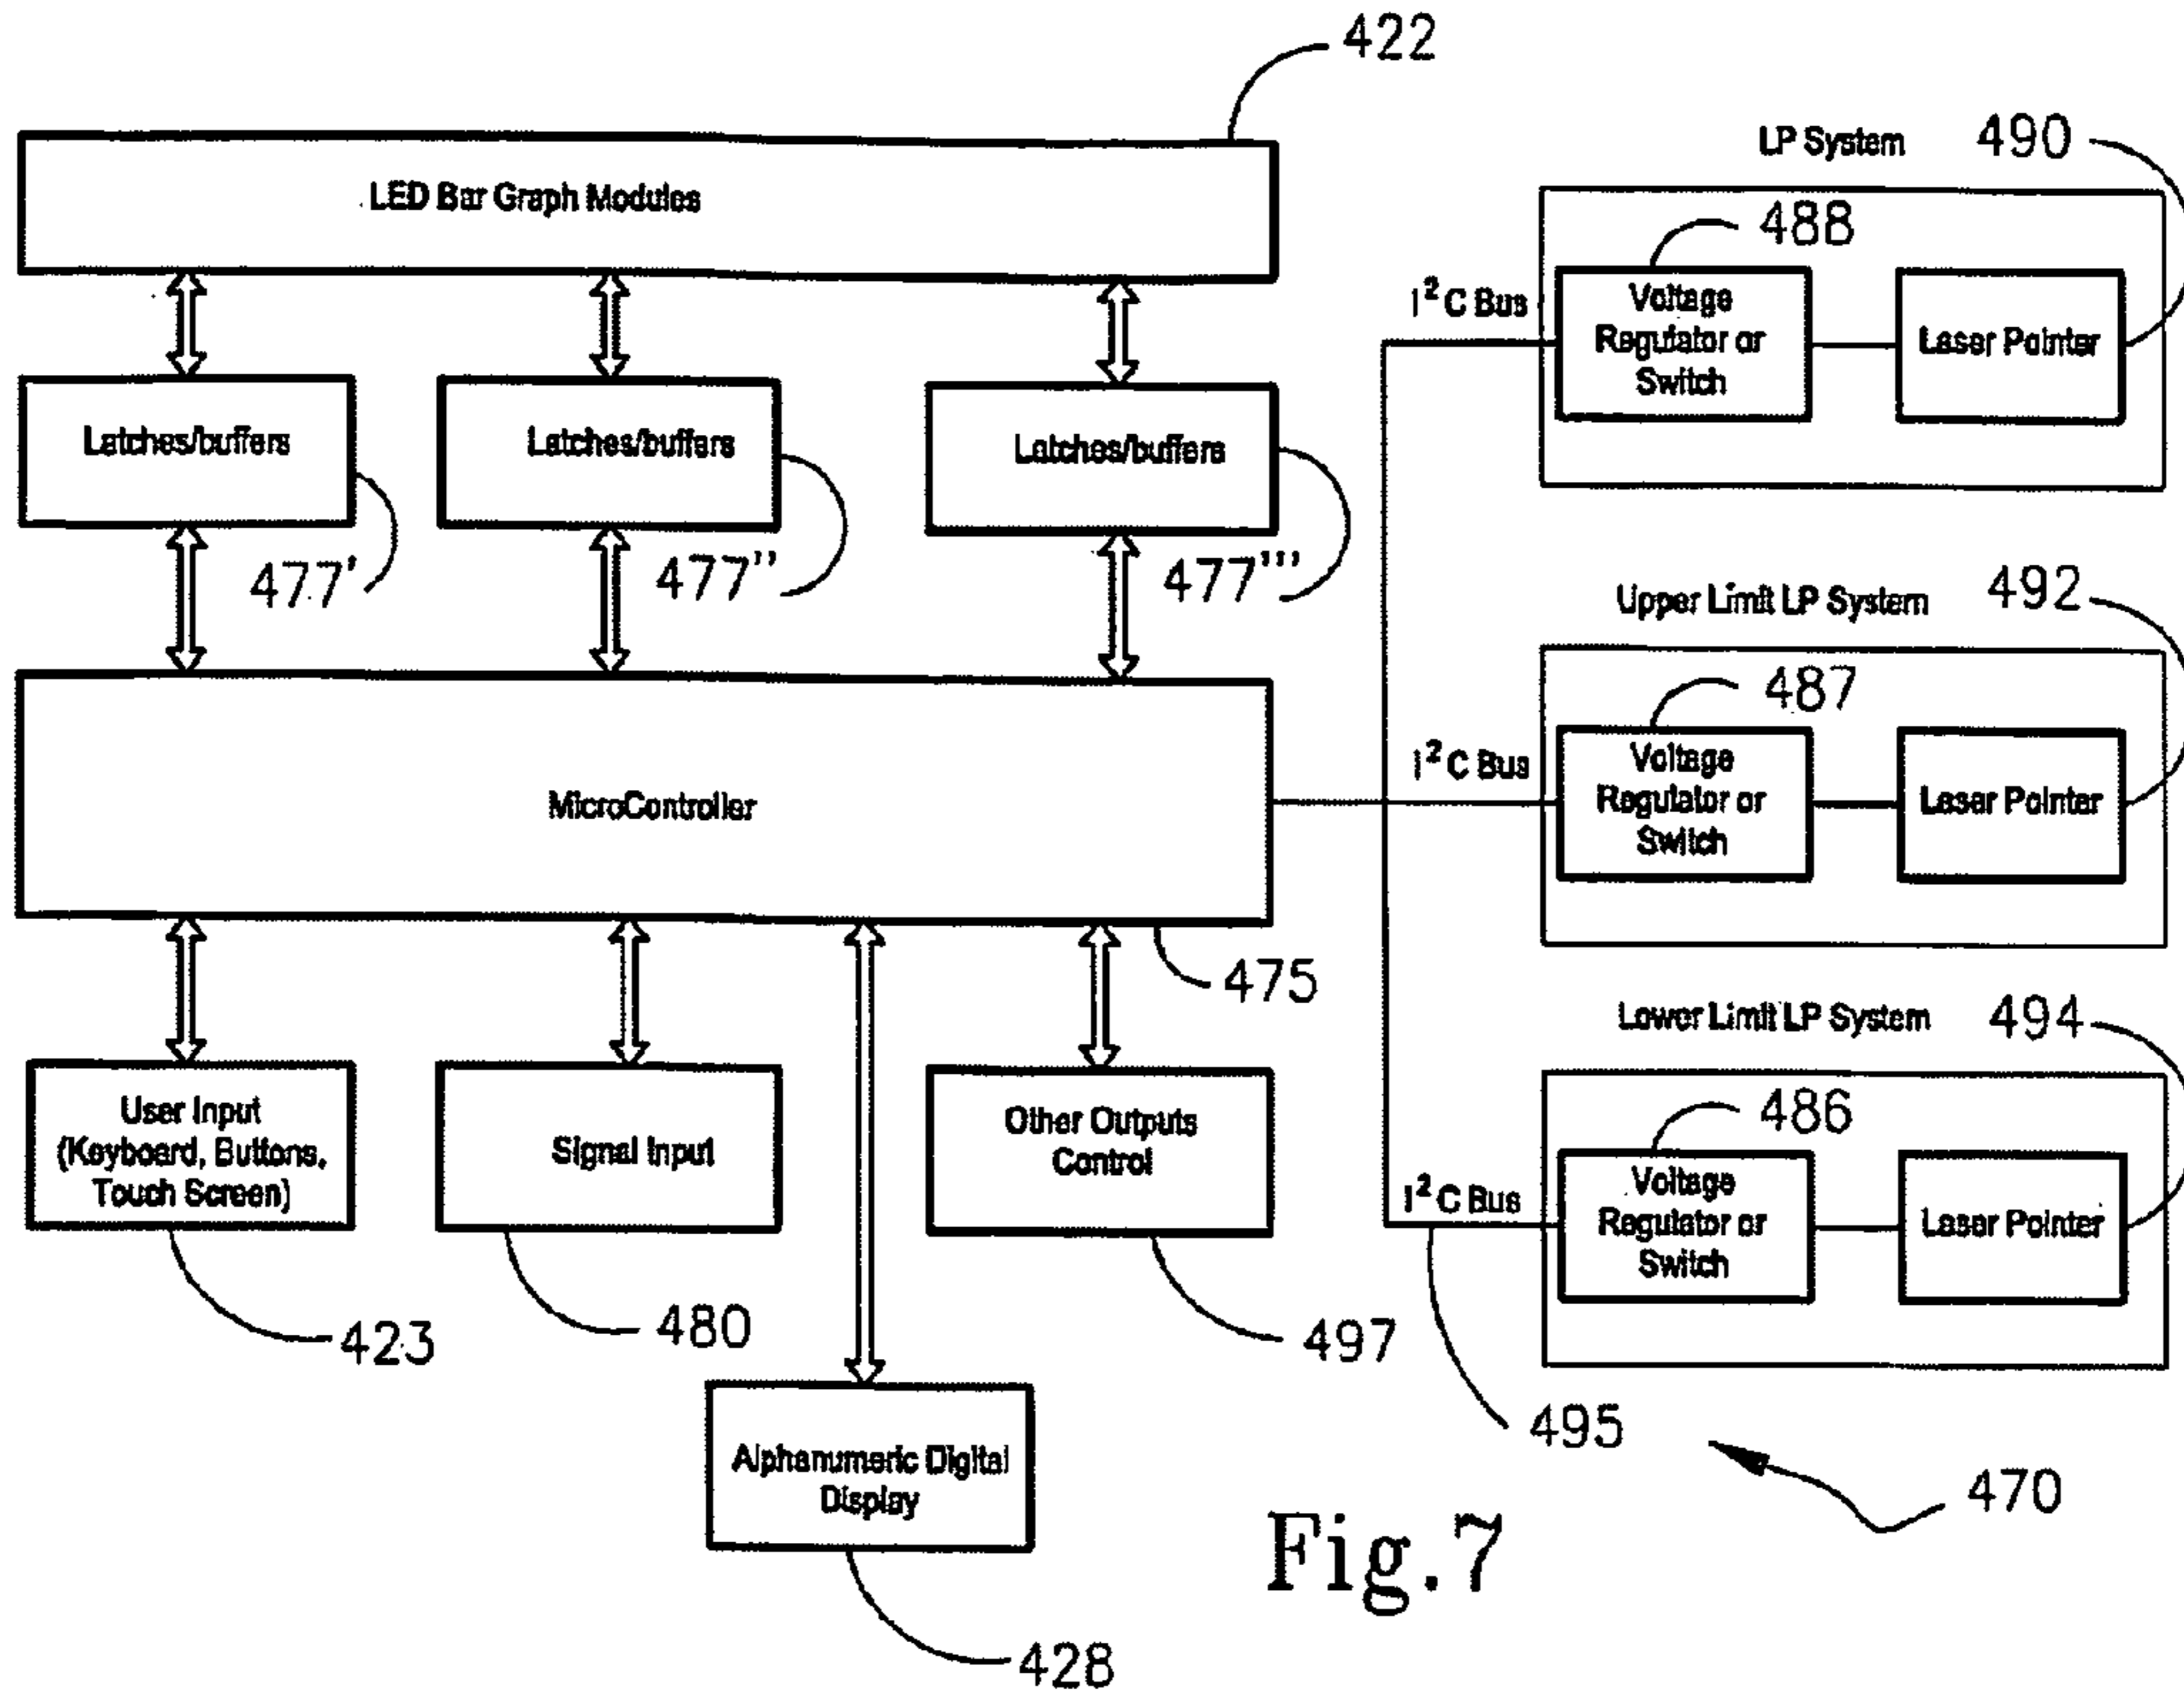 422
LED Bar Graph Modules
Latches/buffers
Latches/buffers
Latches/buffers
477'
477''
477'''
MicroController
475
User Input
(Keyboard, Buttons,
Touch Screen)
Signal Input
Other Outputs
Control
423
480
497
Alphanumeric Digital
Display
428
LP System
490
488
I² C Bus
Voltage
Regulator or
Switch
Laser Pointer
Upper Limit LP System
492
487
I² C Bus
Voltage
Regulator or
Switch
Laser Pointer
Lower Limit LP System
494
486
I² C Bus
Voltage
Regulator or
Switch
Laser Pointer
495
470
Fig.7